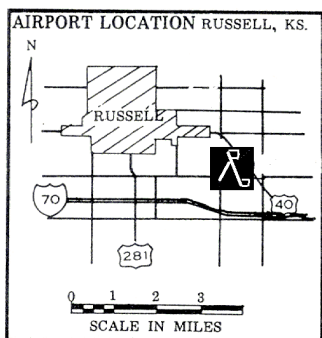 AIRPORT LOCATION RUSSELL, KS.
N
RUSSELL
70
40
281
0 1 2 3
SCALE IN MILES